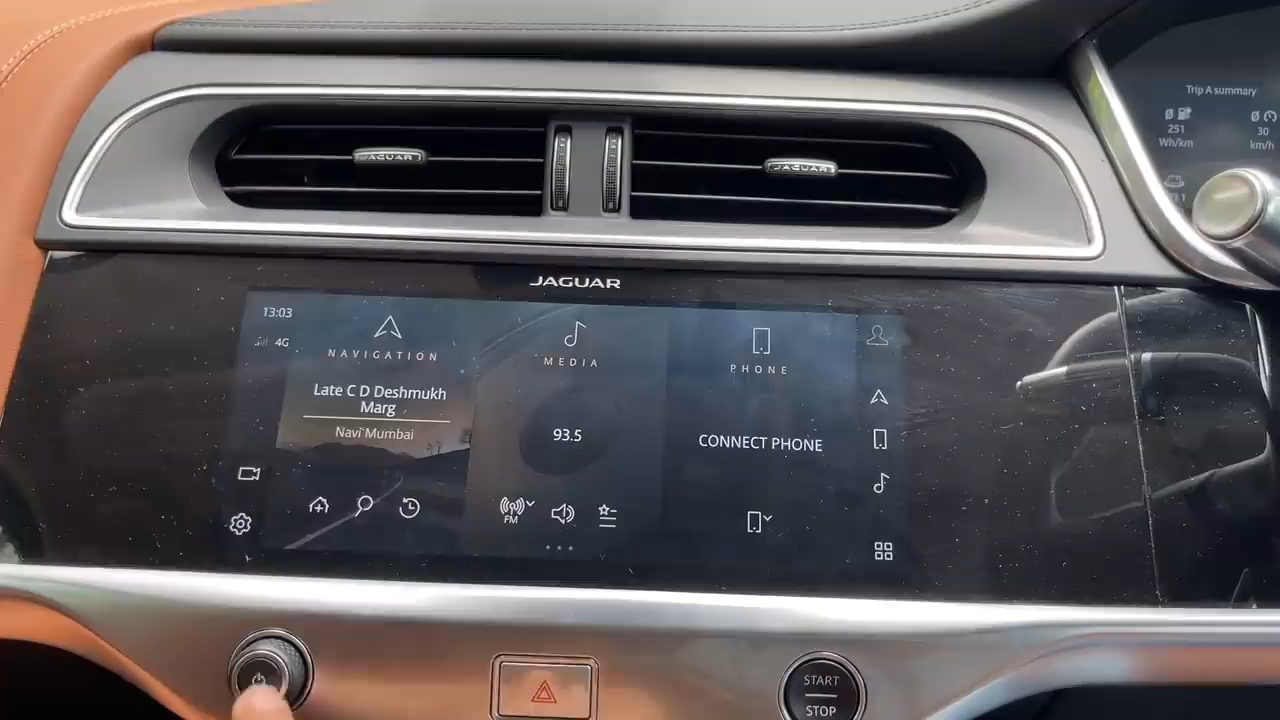 Trip A summary
251
Wh/km
30
km/h
JAGUAR
JAGUAR
JAGUAR
13:03
4G
NAVIGATION
Late C D Deshmukh
Marg
Navi Mumbai
MEDIA
93.5
FM
PHONE
CONNECT PHONE
START
STOP